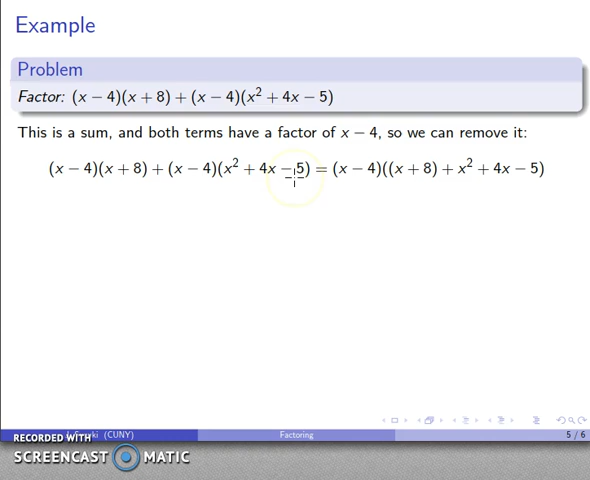 Example
Problem
Factor: (x − 4)(x + 8) + (x − 4)(x² + 4x − 5)
This is a sum, and both terms have a factor of x − 4, so we can remove it:
(x − 4)(x + 8) + (x − 4)(x² + 4x − 5) = (x − 4)((x + 8) + x² + 4x − 5)
(CUNY)
Factoring
5 / 6
RECORDED WITH
SCREENCAST MATIC